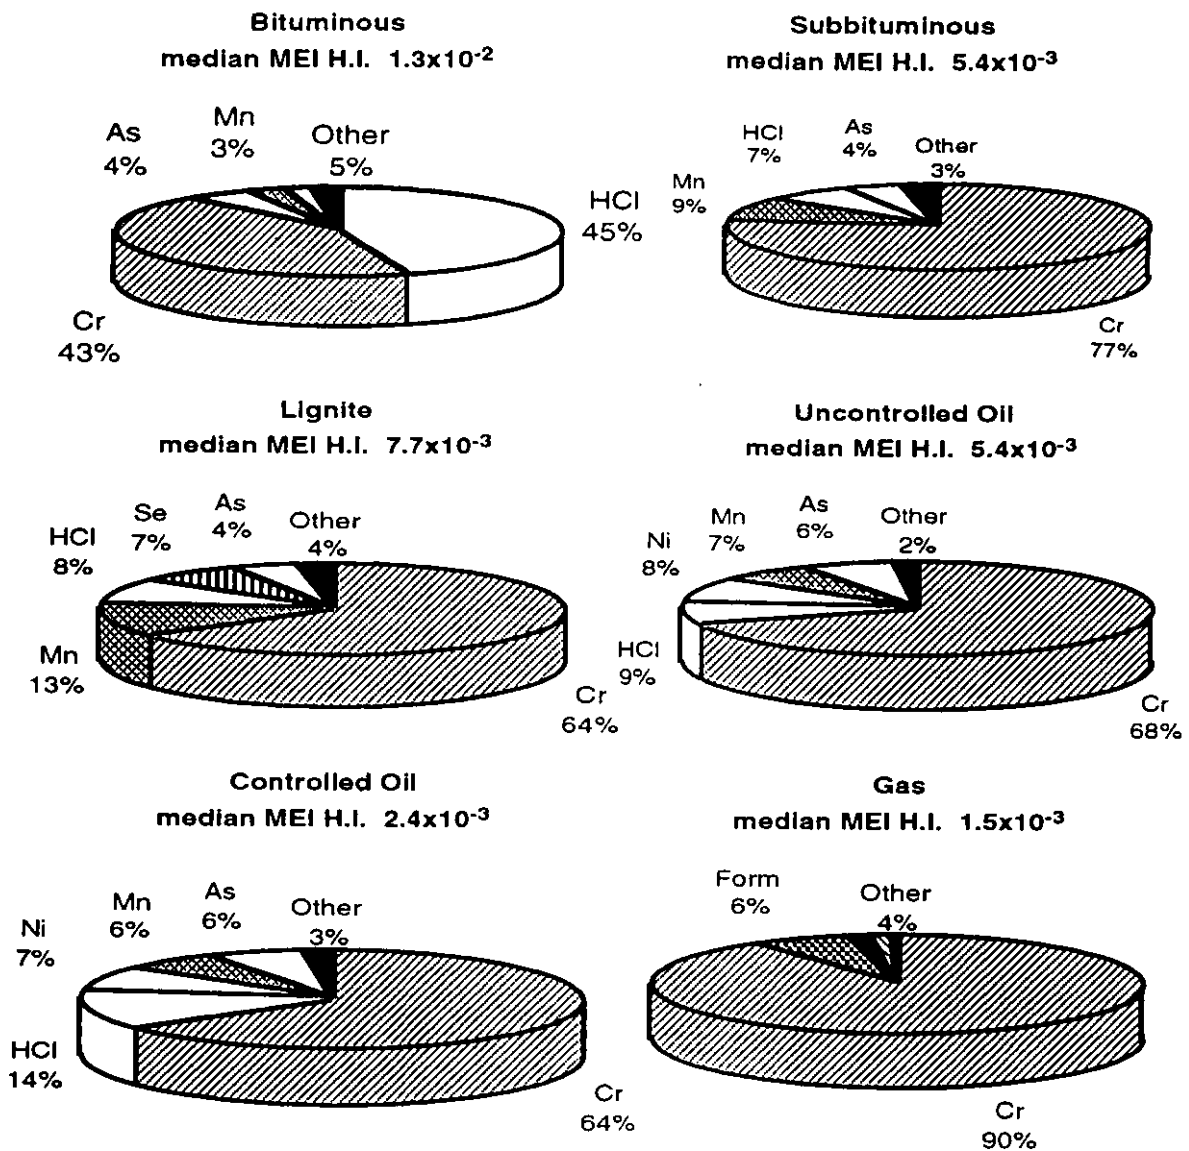 Bituminous
median MEI H.I. 1.3x10-2
As
4%
Mn
3%
Other
5%
HCl
45%
Cr
43%
Subbituminous
median MEI H.I. 5.4x10-3
Mn
9%
HCl
7%
As
4%
Other
3%
Cr
77%
Lignite
median MEI H.I. 7.7x10-3
HCl
8%
Se
7%
As
4%
Other
4%
Mn
13%
Cr
64%
Uncontrolled Oil
median MEI H.I. 5.4x10-3
Ni
8%
Mn
7%
As
6%
Other
2%
HCl
9%
Cr
68%
Controlled Oil
median MEI H.I. 2.4x10-3
Ni
7%
Mn
6%
As
6%
Other
3%
HCl
14%
Cr
64%
Gas
median MEI H.I. 1.5x10-3
Form
6%
Other
4%
Cr
90%